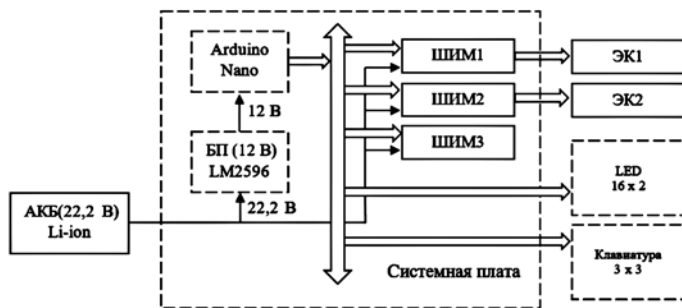 Arduino
Nano
12 В
БП (12 В)
LM2596
22,2 В
АКБ(22,2 В)
Li-ion
ШИМ1
ШИМ2
ШИМ3
ЭК1
ЭК2
LED
16 x 2
Клавиатура
3 x 3
Системная плата